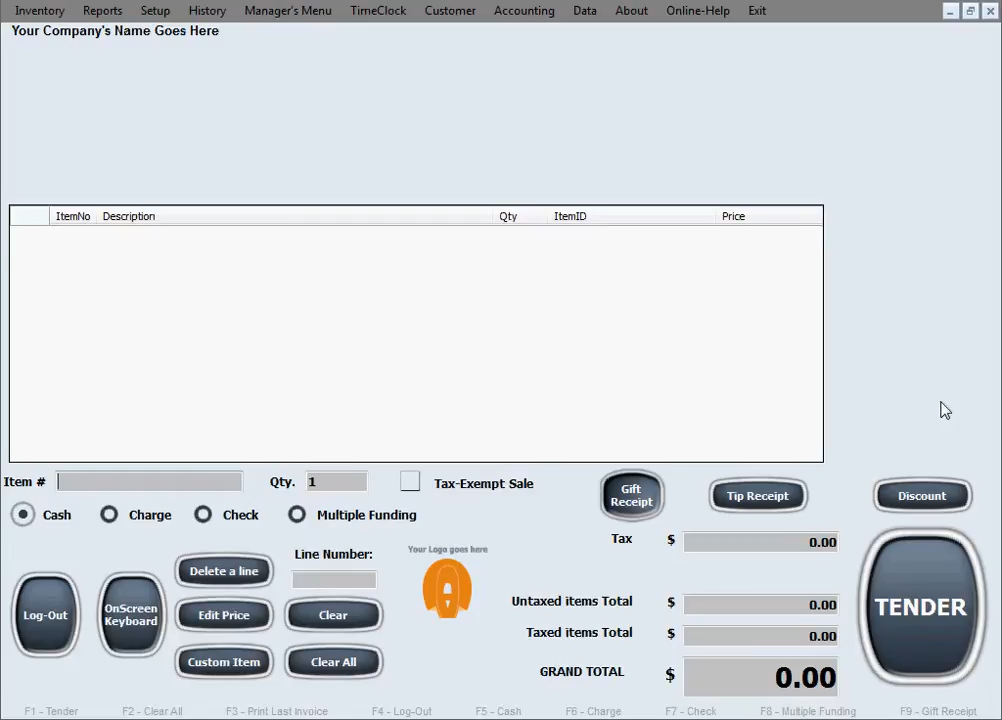 Inventory Reports Setup History Manager's Menu TimeClock Customer Accounting Data About Online-Help Exit
Your Company's Name Goes Here
ItemNo Description Qty ItemID Price
Item # Qty. 1 Tax-Exempt Sale Gift Receipt Tip Receipt Discount
Cash Charge Check Multiple Funding
Tax $ 0.00
Line Number: Your Logo goes here
Delete a line
Log-Out OnScreen Keyboard Edit Price Clear Untaxed items Total $ 0.00 TENDER
Taxed items Total $ 0.00
Custom Item Clear All GRAND TOTAL $ 0.00
F1 - Tender F2 - Clear All F3 - Print Last Invoice F4 - Log-Out F5 - Cash F6 - Charge F7 - Check F8 - Multiple Funding F9 - Gift Receipt